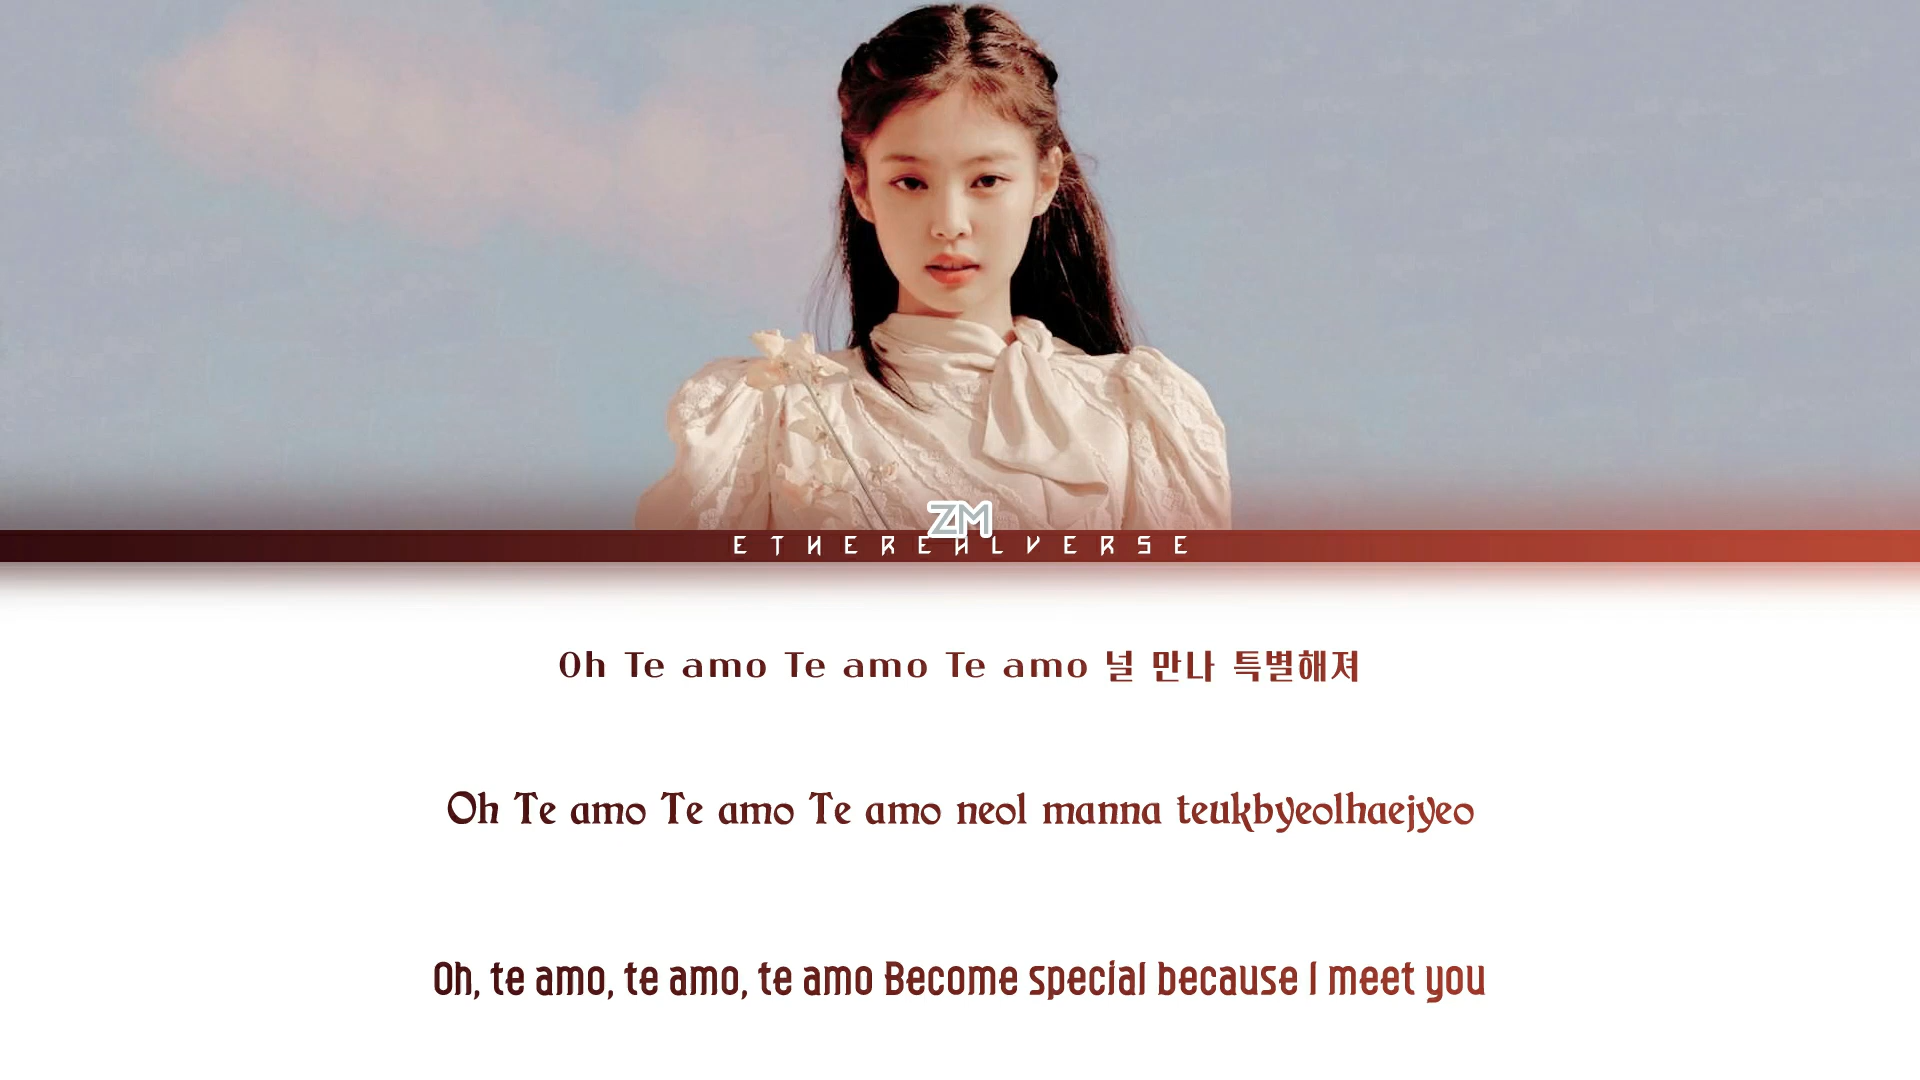 ZM
ETHEREALVERSE
Oh Te amo Te amo Te amo 널 만나 특별해져
Oh Te amo Te amo Te amo neol manna teukbyeolhaejyeo
Oh, te amo, te amo, te amo Become special because I meet you